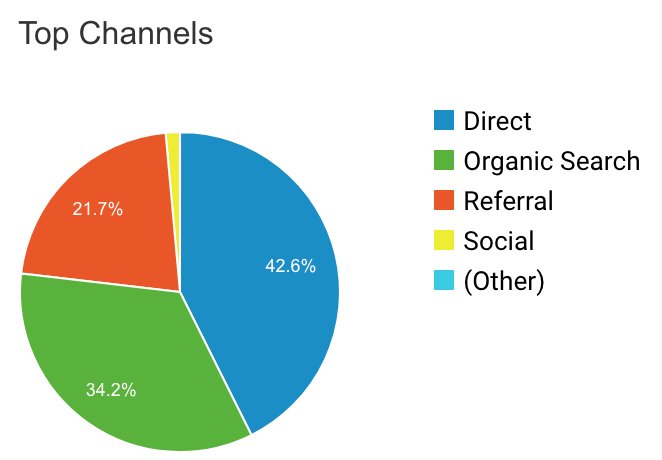 Top Channels
Direct
Organic Search
Referral
Social
(Other)
21.7%
42.6%
34.2%